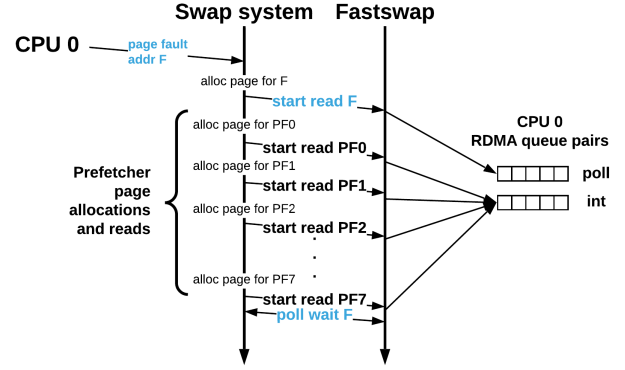 Swap system
Fastswap
CPU 0
page fault
addr F
alloc page for F
start read F
alloc page for PF0
start read PF0
alloc page for PF1
start read PF1
alloc page for PF2
start read PF2
.
.
.
alloc page for PF7
start read PF7
poll wait F
Prefetcher
page
allocations
and reads
CPU 0
RDMA queue pairs
poll
int